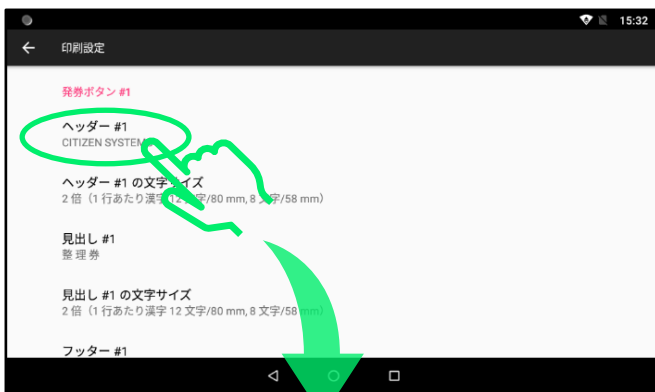 15:32
印刷設定
発券ボタン #1
ヘッダー #1
CITIZEN SYSTEM
ヘッダー #1 の文字サイズ
2 倍（1 行あたり漢字 12 文字/80 mm, 8 文字/58 mm）
見出し #1
整 理 券
見出し #1 の文字サイズ
2 倍（1 行あたり漢字 12 文字/80 mm, 8 文字/58 mm）
フッター #1